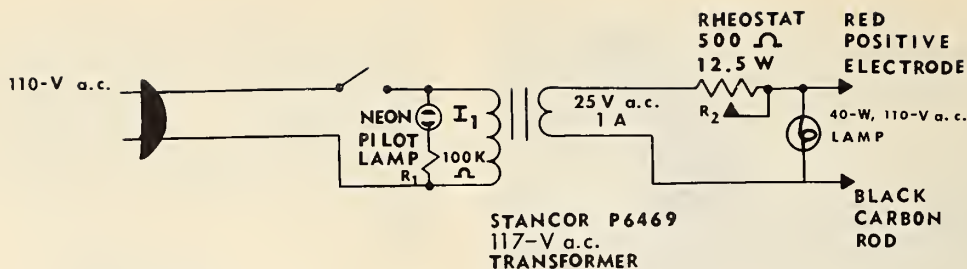 110-V a.c.
NEON I1
PILOT
LAMP
R1
100K
Ω
25V a.c.
1 A
RHEOSTAT
500 Ω
12.5 W
R2
RED
POSITIVE
ELECTRODE
40-W, 110-V a.c.
LAMP
BLACK
CARBON
ROD
STANCOR P6469
117-V a.c.
TRANSFORMER